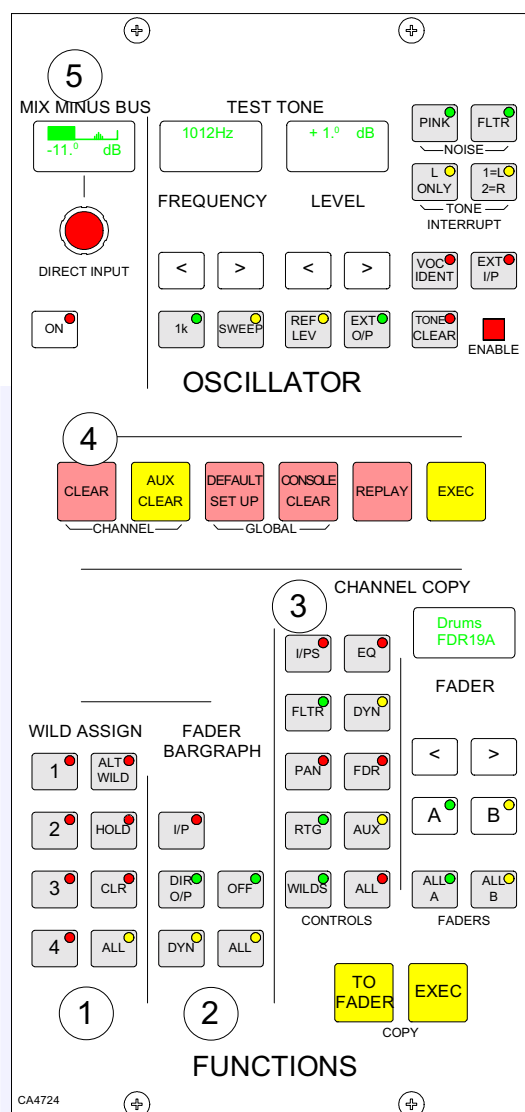 5
MIX MINUS BUS
-11.0 dB
DIRECT INPUT
ON
TEST TONE
1012Hz
+ 1.0 dB
FREQUENCY
LEVEL
< > < >
1k
SWEEP
REF LEV
EXT O/P
PINK
FLTR
NOISE
L ONLY
1=L 2=R
TONE
INTERRUPT
VOC IDENT
EXT I/P
TONE CLEAR
ENABLE
OSCILLATOR
4
CLEAR
AUX CLEAR
DEFAULT SET UP
CONSOLE CLEAR
REPLAY
EXEC
CHANNEL
GLOBAL
CHANNEL COPY
3
I/PS
EQ
FLTR
DYN
PAN
FDR
RTG
AUX
WILDS
ALL
CONTROLS
Drums
FDR19A
FADER
< >
A
B
ALL A
ALL B
FADERS
WILD ASSIGN
1
ALT WILD
2
HOLD
3
CLR
4
ALL
1
FADER
BARGRAPH
I/P
DIR O/P
OFF
DYN
ALL
2
TO FADER
EXEC
COPY
FUNCTIONS
CA4724